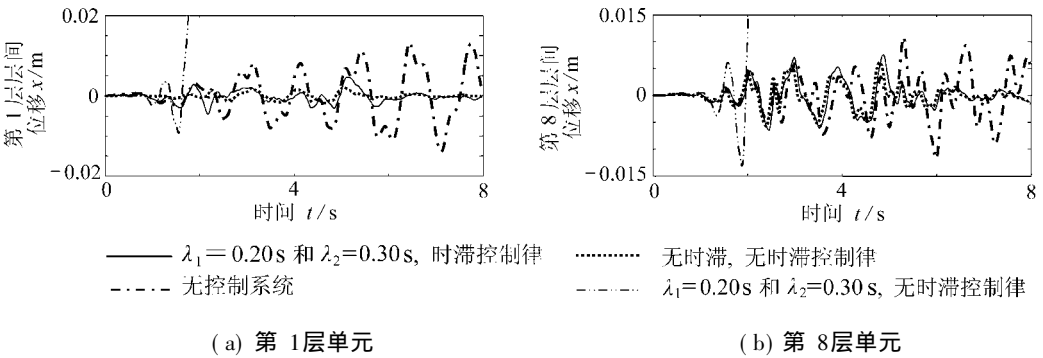 0.02
0
−0.02
第 1 层层间
位移 x/m
0
4
8
时间 t/s
0.015
0
−0.015
第 8 层层间
位移 x/m
0
4
8
时间 t/s
λ₁=0.20s 和 λ₂=0.30s, 时滞控制律
无时滞, 无时滞控制律
无控制系统
λ₁=0.20s 和 λ₂=0.30s, 无时滞控制律
(a) 第 1层单元
(b) 第 8层单元